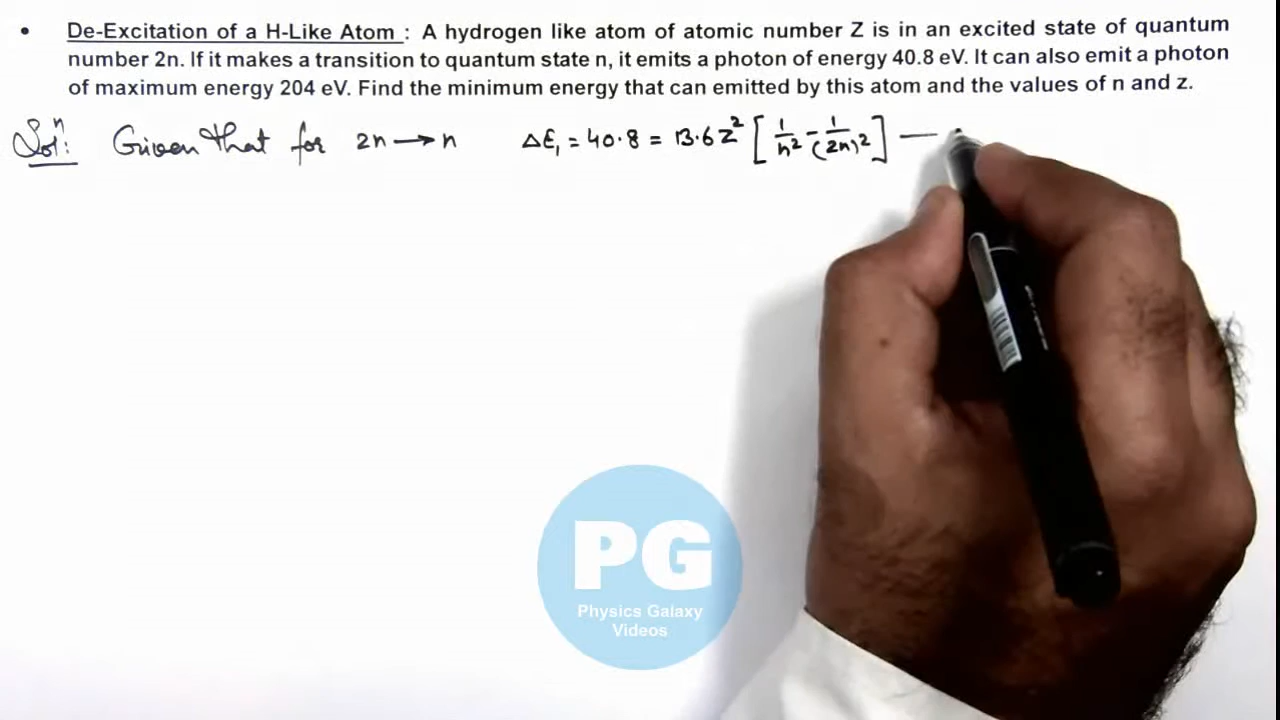 • De-Excitation of a H-Like Atom : A hydrogen like atom of atomic number Z is in an excited state of quantum
number 2n. If it makes a transition to quantum state n, it emits a photon of energy 40.8 eV. It can also emit a photon
of maximum energy 204 eV. Find the minimum energy that can emitted by this atom and the values of n and z.
Solⁿ: Given that for 2n → n ΔE₁ = 40.8 = 13.6 Z² [1/n² - 1/(2n)²] —
PG
Physics Galaxy
Videos